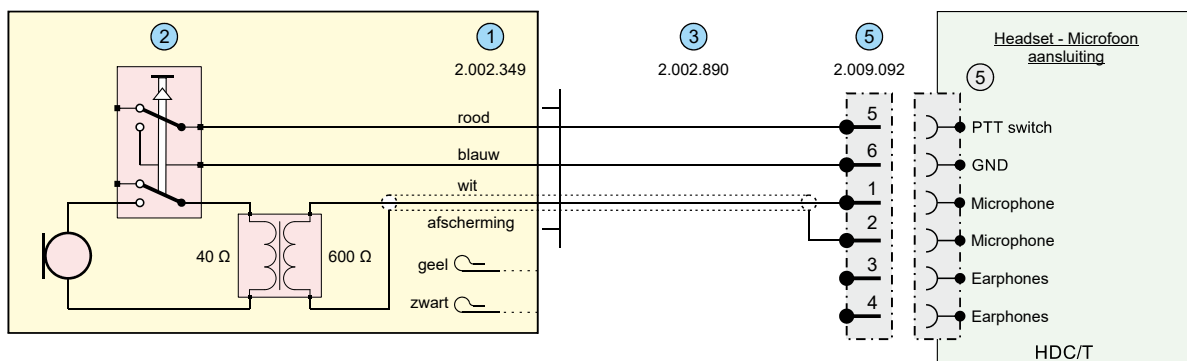 2
1
3
5
Headset - Microfoon
aansluiting
2.002.349
2.002.890
2.009.092
5
rood
5
PTT switch
blauw
6
GND
wit
1
Microphone
afscherming
2
Microphone
40 Ω
600 Ω
geel
3
Earphones
zwart
4
Earphones
HDC/T